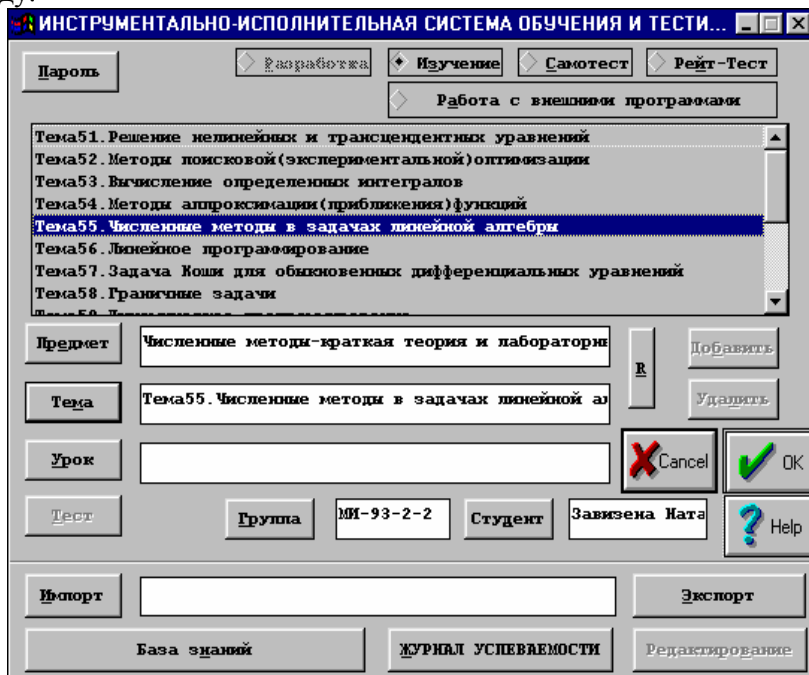 ду.
ИНСТРУМЕНТАЛЬНО-ИСПОЛНИТЕЛЬНАЯ СИСТЕМА ОБУЧЕНИЯ И ТЕСТИ...
Пароль Разработка Изучение Самотест Рейт-Тест
Работа с внешними программами
Тема51.Решение нелинейных и трансцендентных уравнений
Тема52.Методы поисковой(экспериментальной)оптимизации
Тема53.Вычисление определенных интегралов
Тема54.Методы аппроксимации(приближения)функций
Тема55.Численные методы в задачах линейной алгебры
Тема56.Линейное программирование
Тема57.Задача Коши для обыкновенных дифференциальных уравнений
Тема58.Граничные задачи
Предмет Численные методы-краткая теория и лабораторны R Добавить
Тема Тема55.Численные методы в задачах линейной ал Удалить
Урок Cancel OK
Тест Группа МИ-93-2-2 Студент Завизена Ната Help
Импорт Экспорт
База знаний ЖУРНАЛ УСПЕВАЕМОСТИ Редактирование